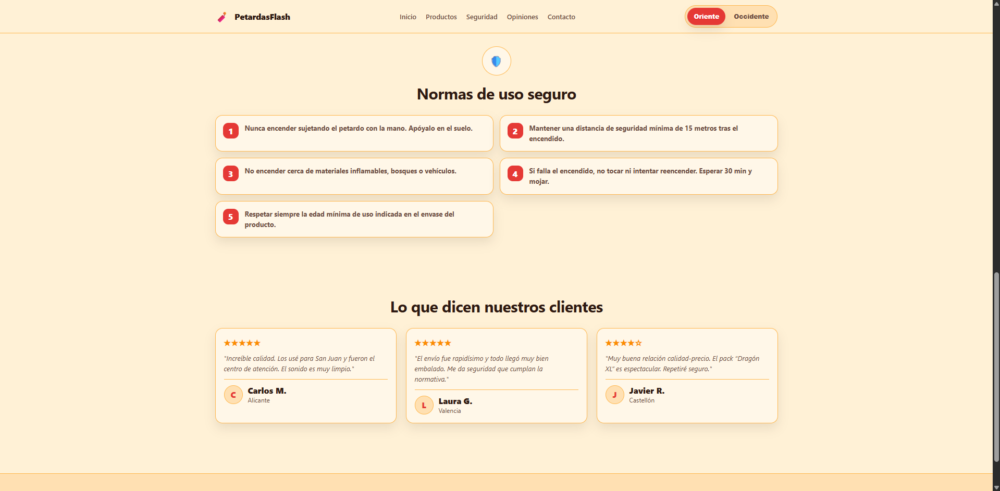 PetardasFlash
Inicio
Productos
Seguridad
Opiniones
Contacto
Oriente
Occidente
Normas de uso seguro
1
Nunca encender sujetando el petardo con la mano. Apóyalo en el suelo.
2
Mantener una distancia de seguridad mínima de 15 metros tras el
encendido.
3
No encender cerca de materiales inflamables, bosques o vehículos.
4
Si falla el encendido, no tocar ni intentar reencender. Esperar 30 min y
mojar.
5
Respetar siempre la edad mínima de uso indicada en el envase del
producto.
Lo que dicen nuestros clientes
★★★★★
"Increíble calidad. Los usé para San Juan y fueron el
centro de atención. El sonido es muy limpio."
C
Carlos M.
Alicante
★★★★★
"El envío fue rapidísimo y todo llegó muy bien
embalado. Me da seguridad que cumplan la
normativa."
L
Laura G.
Valencia
★★★★☆
"Muy buena relación calidad-precio. El pack “Dragón
XL” es espectacular. Repetiré seguro."
J
Javier R.
Castellón